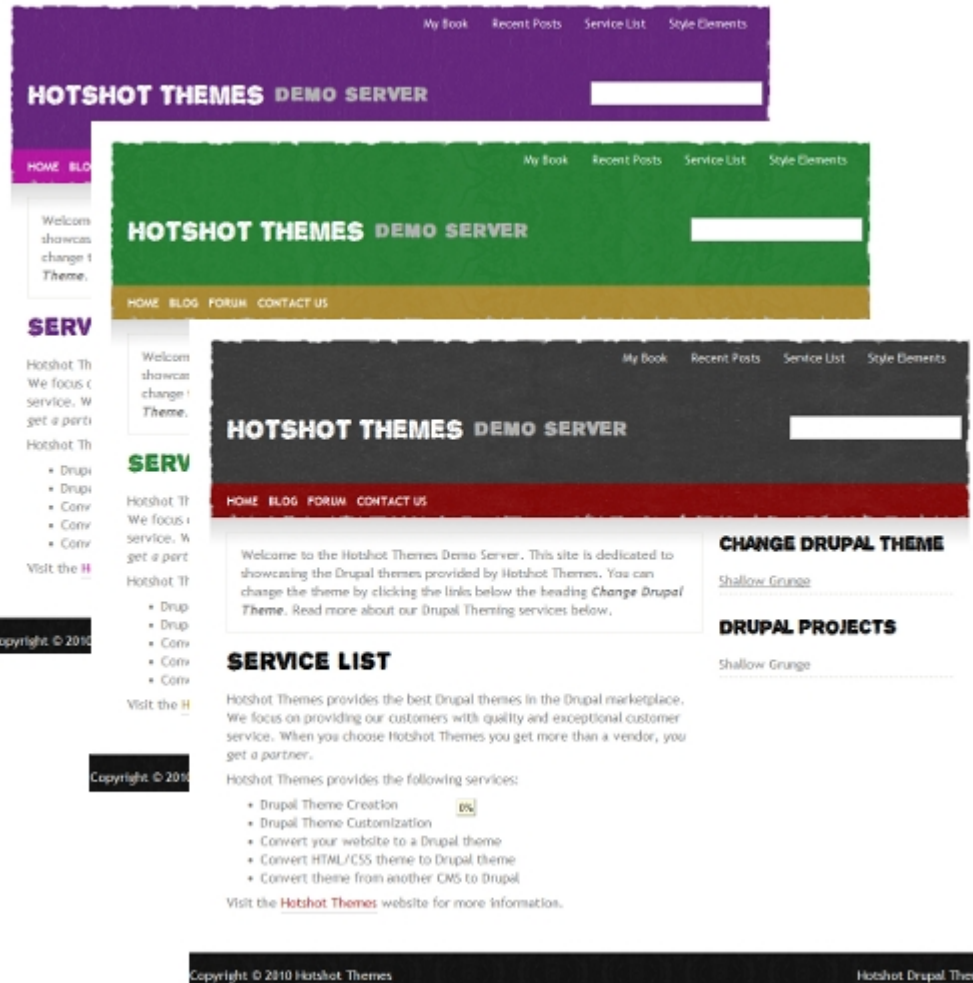 My Book Recent Posts Service List Style Elements
HOTSHOT THEMES DEMO SERVER
HOME
Theme.
SERV
We focus
service. W
get a
Hotshot Th
Visit the H
Copyright © 2010
My Book Recent Posts Service List Style Elements
HOTSHOT THEMES DEMO SERVER
HOME BLOG FORUM CONTACT US
Welcom
change
Theme.
SERV
Hotshot Th
We focus
service. W
get a part
Hotshot Th
• Drup
• Drup
• Conv
• Conv
• Conv
Visit the H
Copyright © 201
My Book Recent Posts Service List Style Elements
HOTSHOT THEMES DEMO SERVER
HOME BLOG FORUM CONTACT US
Welcome to the Hotshot Themes Demo Server. This site is dedicated to
showcasing the Drupal themes provided by Hotshot Themes. You can
change the theme by clicking the links below the heading Change Drupal
Theme. Read more about our Drupal Theming services below.
SERVICE LIST
Hotshot Themes provides the best Drupal themes in the Drupal marketplace.
We focus on providing our customers with quality and exceptional customer
service. When you choose Hotshot Themes you get more than a vendor, you
get a partner.
Hotshot Themes provides the following services:
• Drupal Theme Creation
0%
• Drupal Theme Customization
• Convert your website to a Drupal theme
• Convert HTML/CSS theme to Drupal theme
• Convert theme from another CMS to Drupal
Visit the Hotshot Themes website for more information.
CHANGE DRUPAL THEME
Shallow Grunge
DRUPAL PROJECTS
Shallow Grunge
Copyright © 2010 Hotshot Themes
Hotshot Drupal The